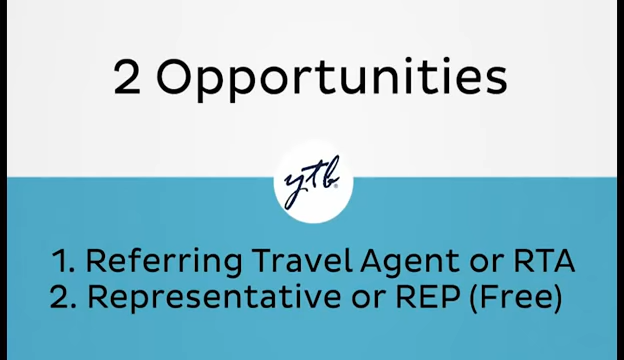 2 Opportunities
ytb
1. Referring Travel Agent or RTA
2. Representative or REP (Free)